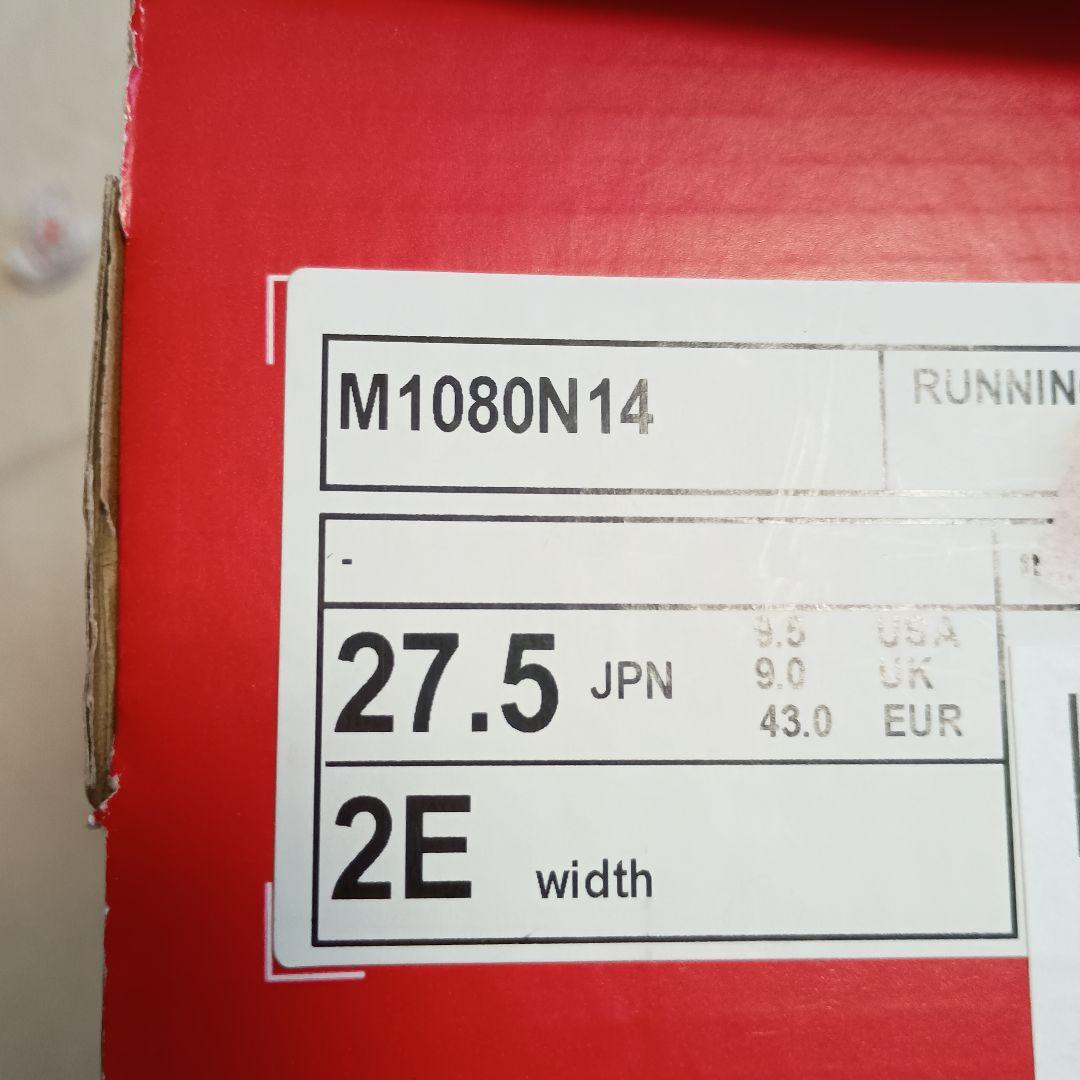 M1080N14
RUNNIN
-
27.5 JPN
9.5 USA
9.0 UK
43.0 EUR
2E width